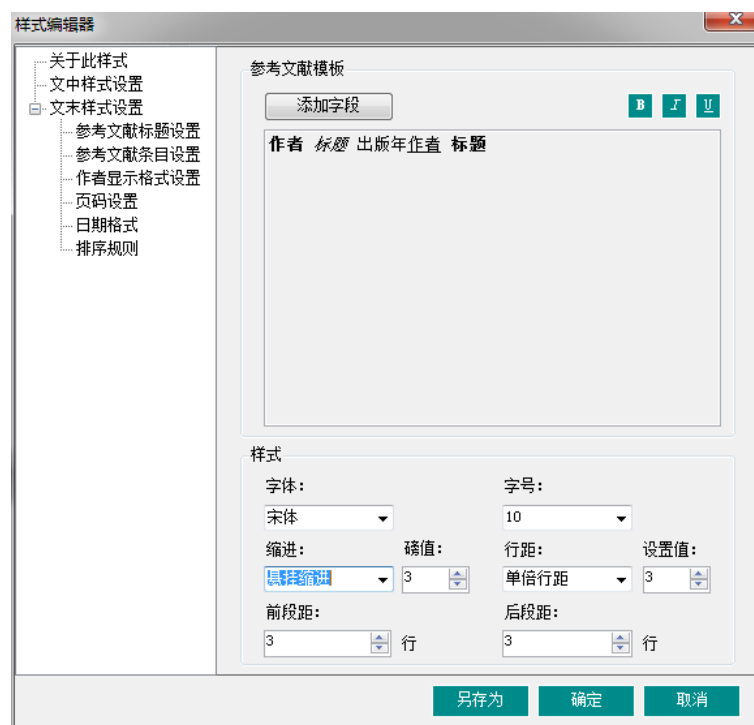 样式编辑器
X
关于此样式
文中样式设置
文末样式设置
参考文献标题设置
参考文献条目设置
作者显示格式设置
页码设置
日期格式
排序规则
参考文献模板
添加字段
B I U
作者 标题 出版年作者 标题
样式
字体： 字号：
宋体 10
缩进： 磅值： 行距： 设置值：
悬挂缩进 3 单倍行距 3
前段距： 后段距：
3 行 3 行
另存为 确定 取消